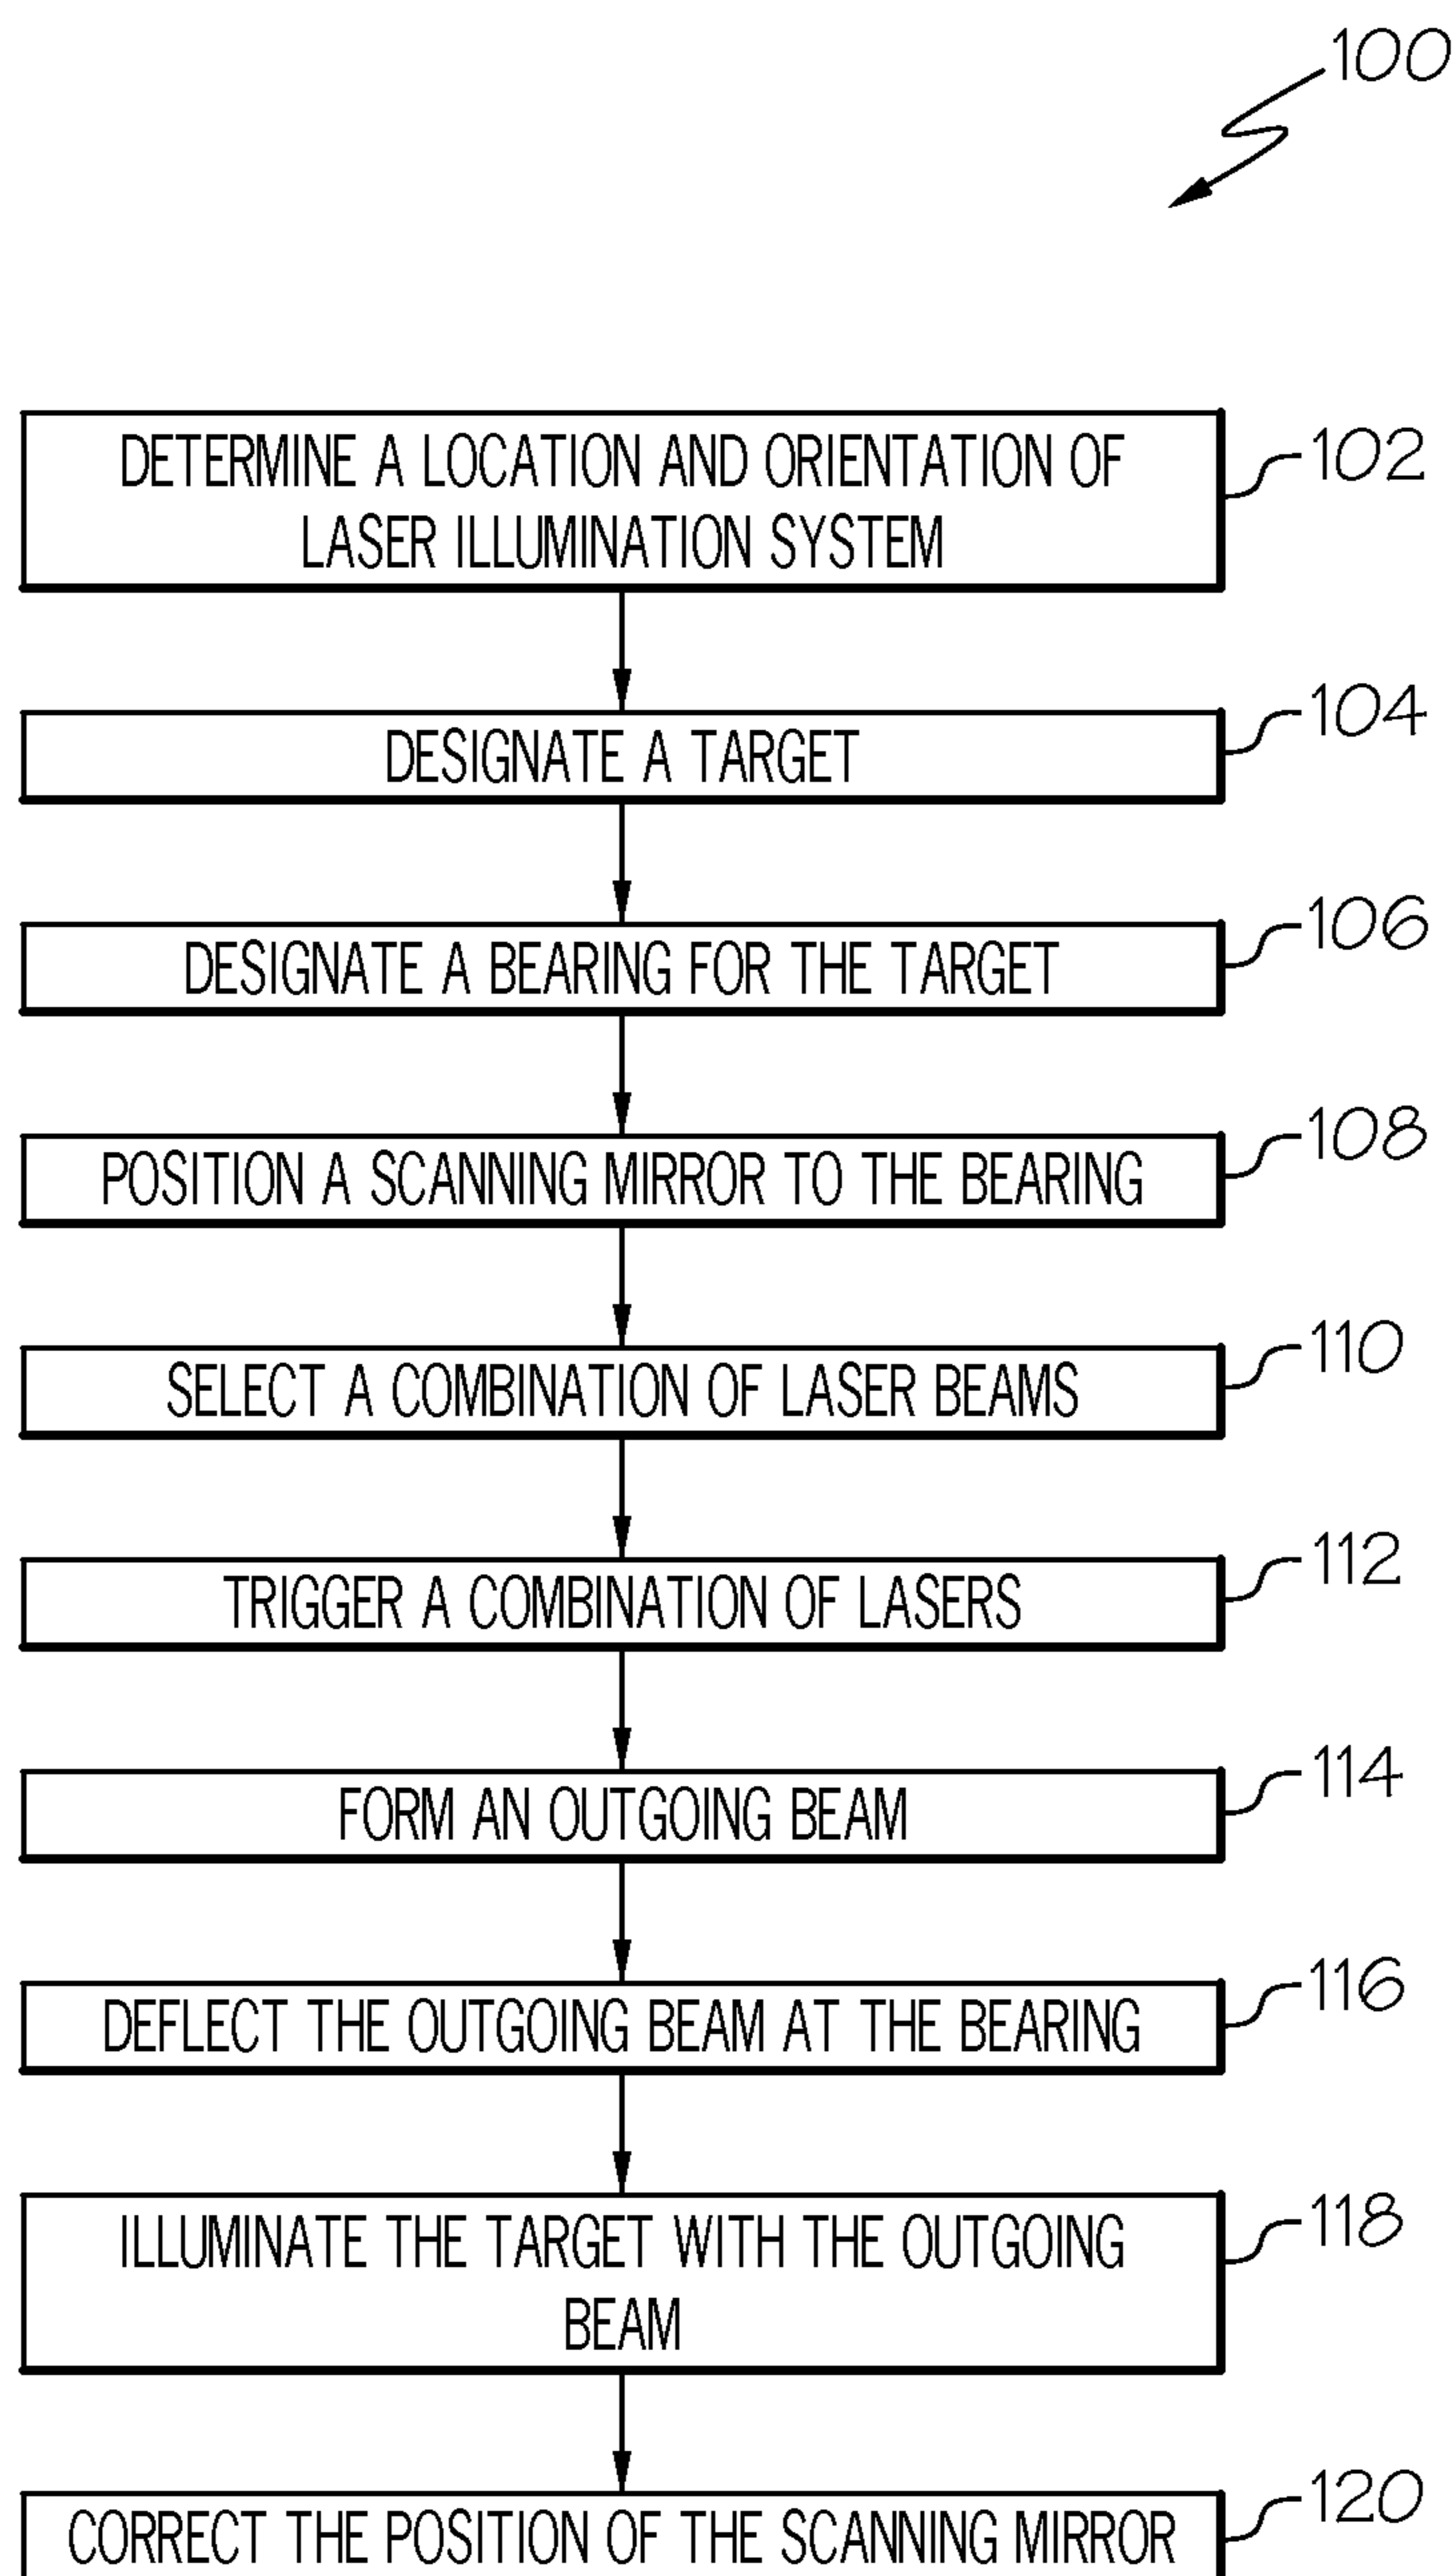 100
DETERMINE A LOCATION AND ORIENTATION OF
LASER ILLUMINATION SYSTEM
102
DESIGNATE A TARGET
104
DESIGNATE A BEARING FOR THE TARGET
106
POSITION A SCANNING MIRROR TO THE BEARING
108
SELECT A COMBINATION OF LASER BEAMS
110
TRIGGER A COMBINATION OF LASERS
112
FORM AN OUTGOING BEAM
114
DEFLECT THE OUTGOING BEAM AT THE BEARING
116
ILLUMINATE THE TARGET WITH THE OUTGOING
BEAM
118
CORRECT THE POSITION OF THE SCANNING MIRROR
120